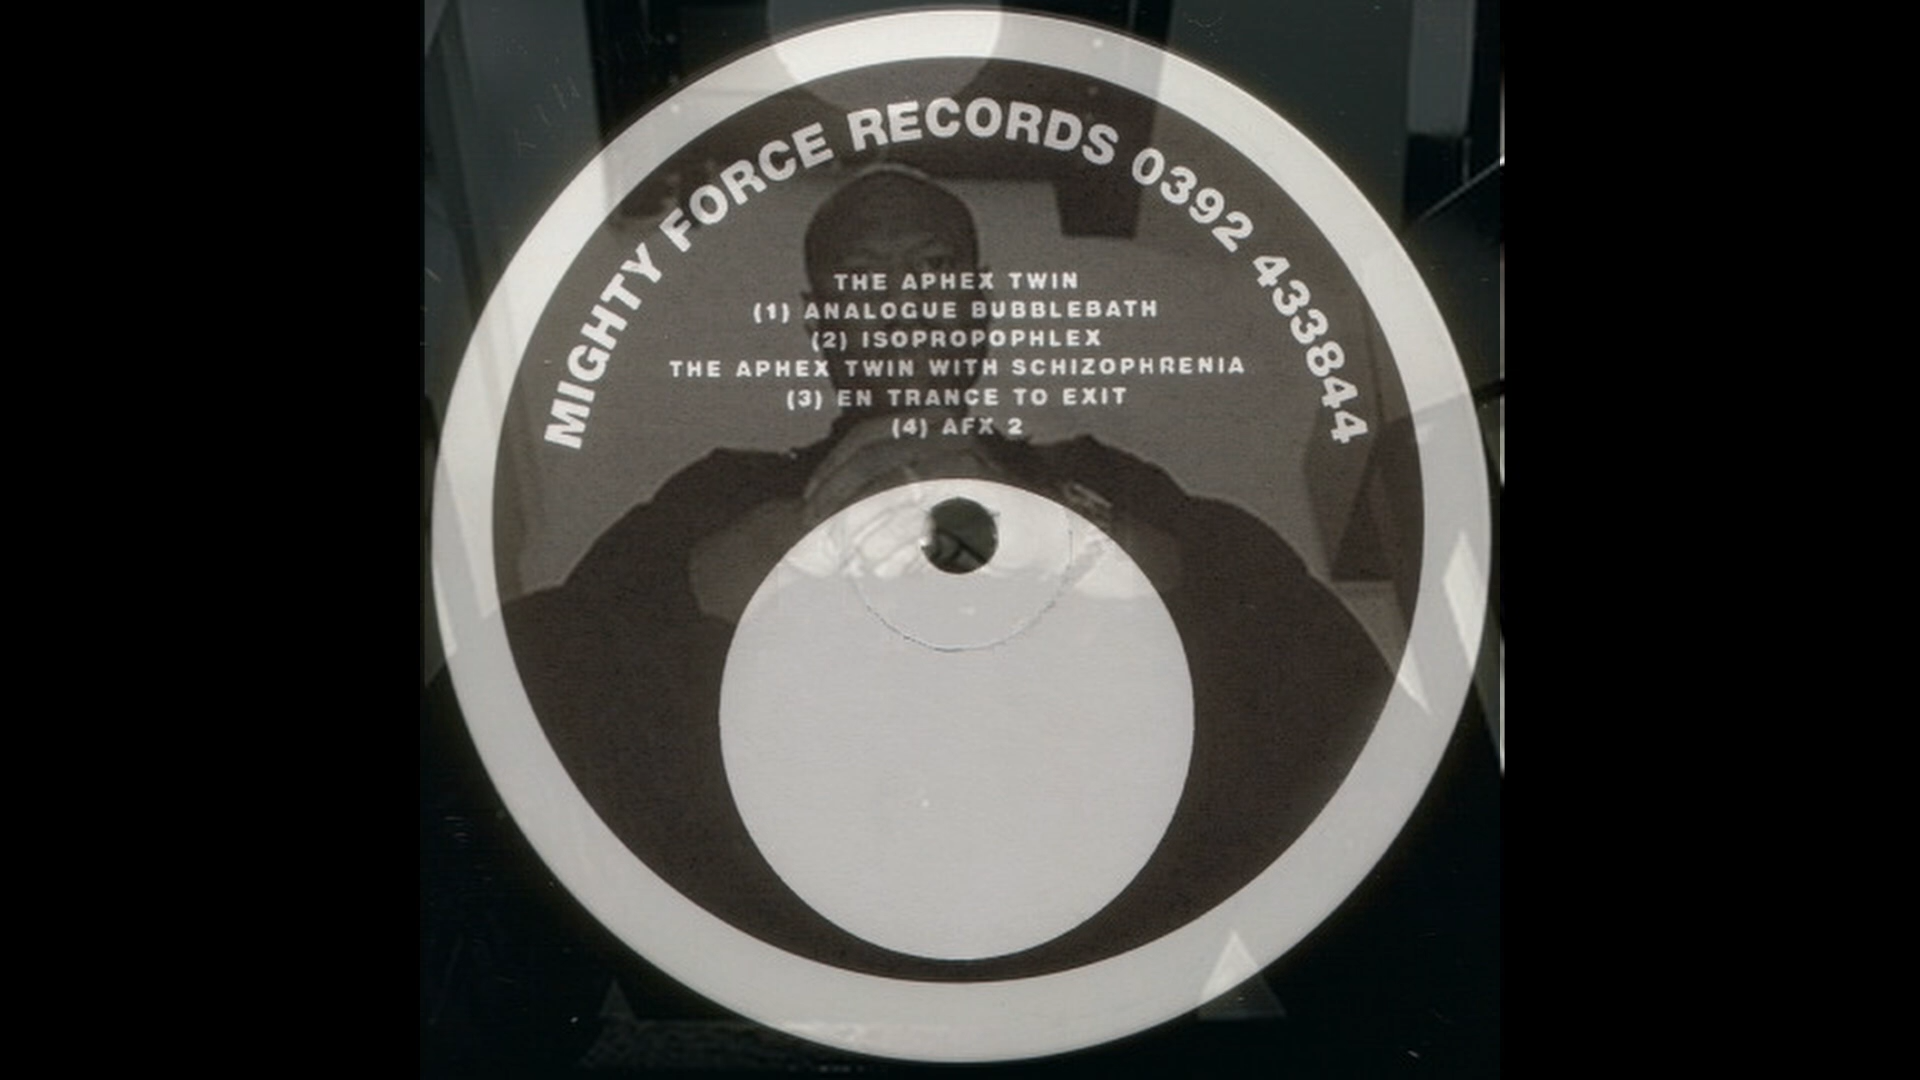 MIGHTY FORCE RECORDS 0392 433844
THE APHEX TWIN
(1) ANALOGUE BUBBLEBATH
(2) ISOPROPOPHLEX
THE APHEX TWIN WITH SCHIZOPHRENIA
(3) EN TRANCE TO EXIT
(4) AFX 2